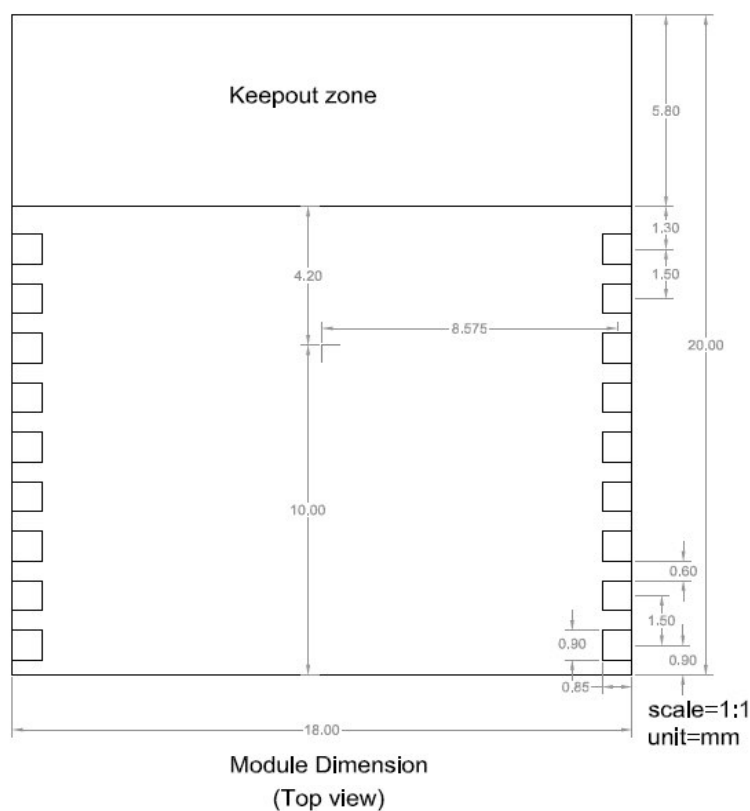 Keepout zone
5.80
1.30
4.20
1.50
8.575
20.00
10.00
0.60
1.50
0.90
0.90
0.85
scale=1:1
18.00
unit=mm
Module Dimension
(Top view)